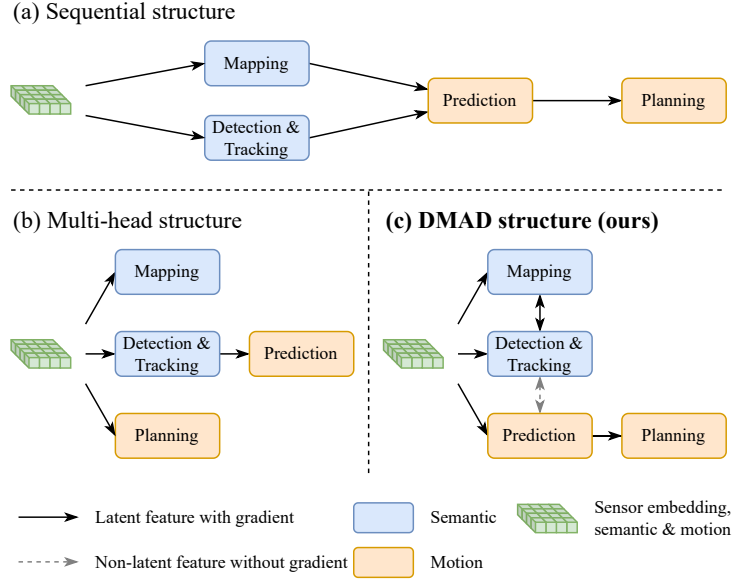 (a) Sequential structure
Mapping
Detection &
Tracking
Prediction
Planning
(b) Multi-head structure
Mapping
Detection &
Tracking
Prediction
Planning
(c) DMAD structure (ours)
Mapping
Detection &
Tracking
Prediction
Planning
Latent feature with gradient
Semantic
Sensor embedding,
semantic & motion
Non-latent feature without gradient
Motion